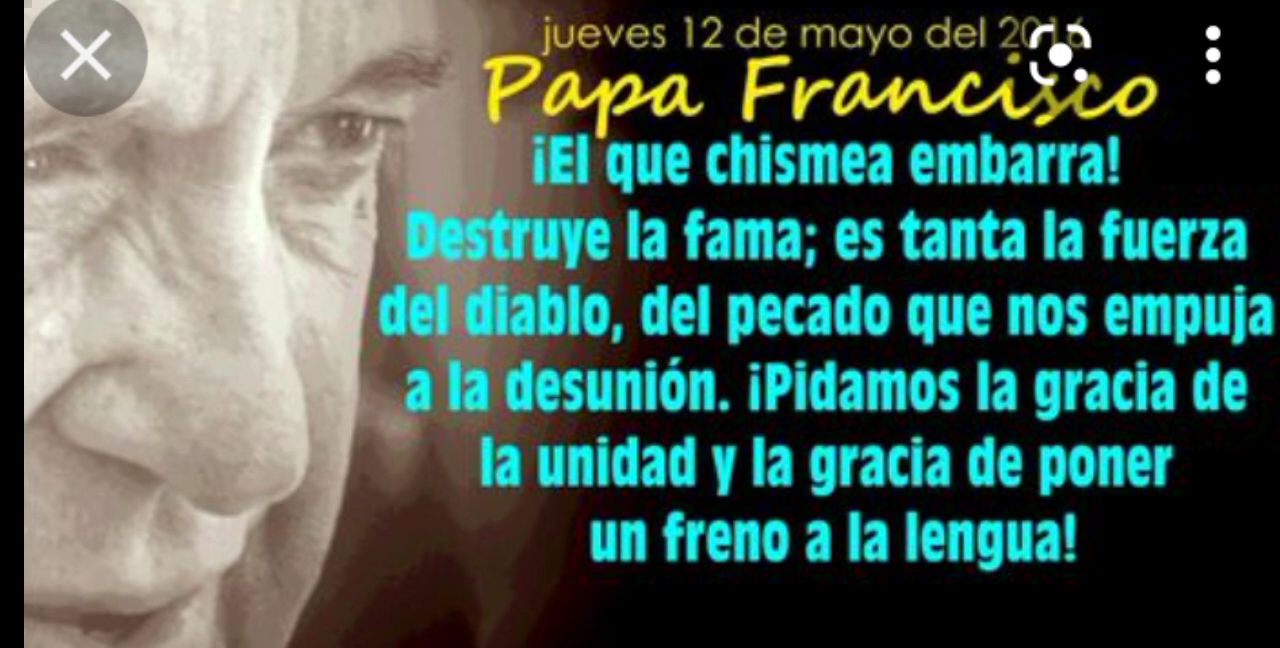 jueves 12 de mayo del 2016
Papa Francisco
¡El que chismea embarra!
Destruye la fama; es tanta la fuerza
del diablo, del pecado que nos empuja
a la desunión. ¡Pidamos la gracia de
la unidad y la gracia de poner
un freno a la lengua!